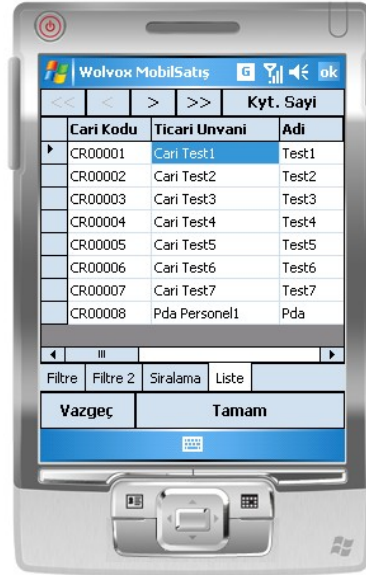 Wolvox MobilSatış G ok
<< < > >> Kyt. Sayi
Cari Kodu Ticari Unvani Adi
CR00001 Cari Test1 Test1
CR00002 Cari Test2 Test2
CR00003 Cari Test3 Test3
CR00004 Cari Test4 Test4
CR00005 Cari Test5 Test5
CR00006 Cari Test6 Test6
CR00007 Cari Test7 Test7
CR00008 Pda Personel1 Pda
Filtre Filtre 2 Siralama Liste
Vazgeç Tamam